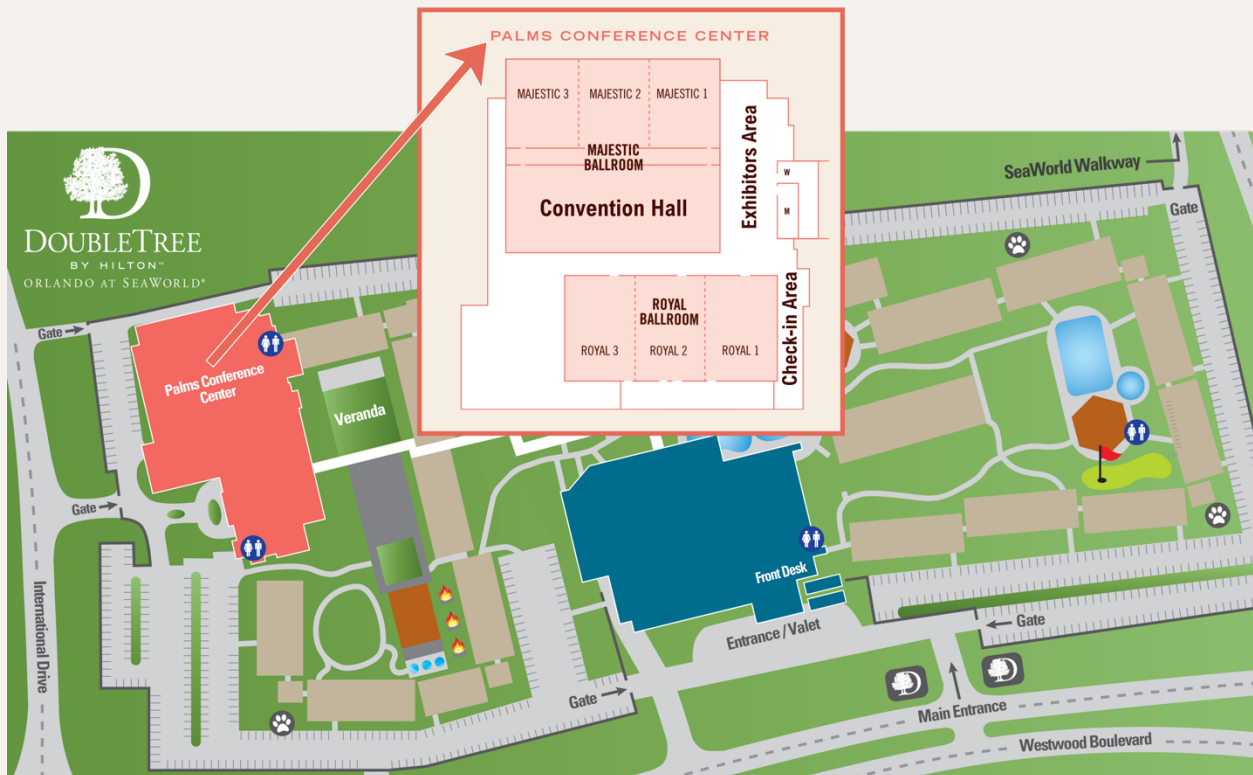 PALMS CONFERENCE CENTER
MAJESTIC 3
MAJESTIC 2
MAJESTIC 1
MAJESTIC
BALLROOM
Convention Hall
Exhibitors Area
W
M
ROYAL
BALLROOM
ROYAL 3
ROYAL 2
ROYAL 1
Check-in Area
D
DOUBLETREE
BY HILTON™
ORLANDO AT SEAWORLD®
SeaWorld Walkway
Gate
Gate
Palms Conference
Center
Veranda
Gate
International Drive
Front Desk
Entrance / Valet
Gate
Gate
D
D
Main Entrance
Westwood Boulevard